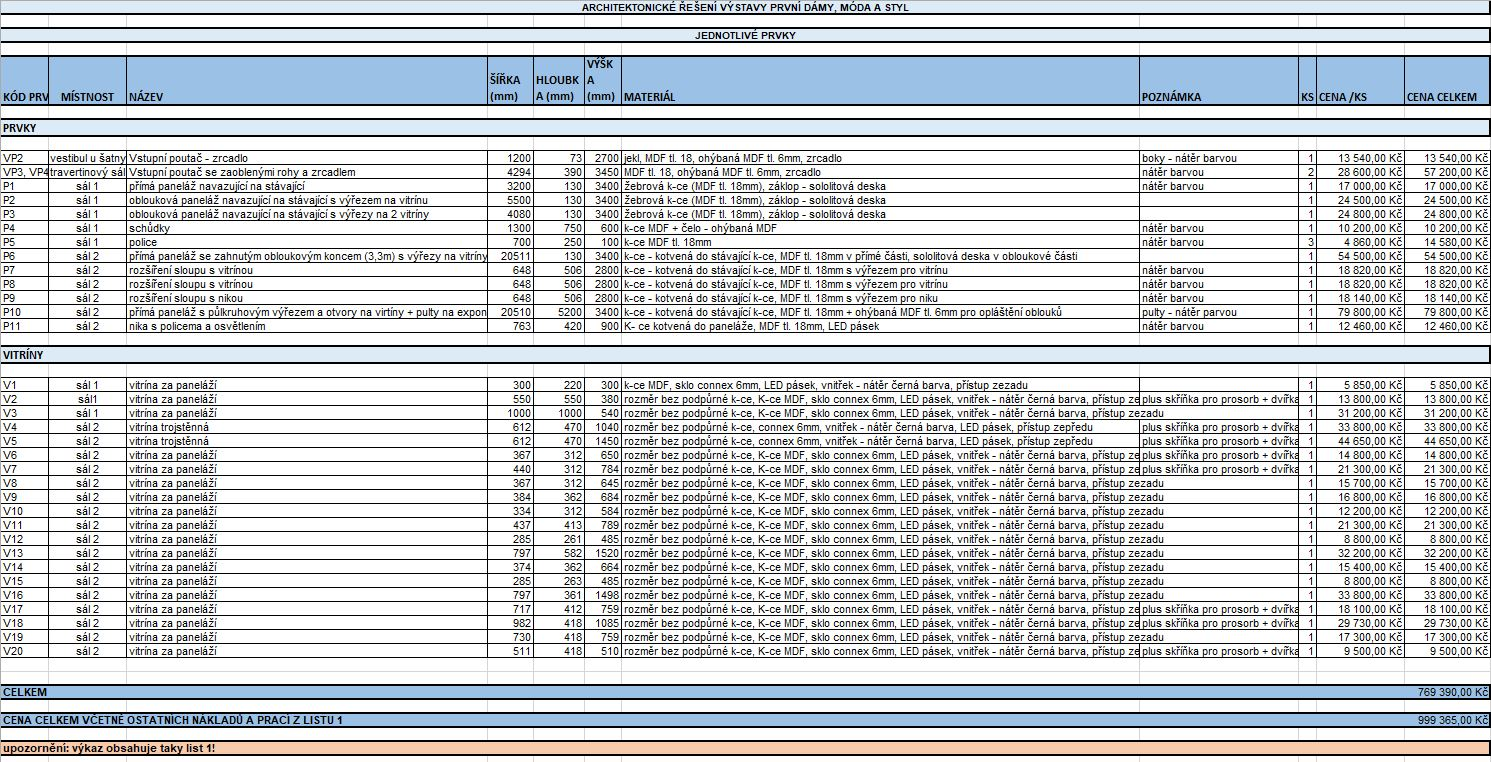 ARCHITEKTONICKÉ ŘEŠENÍ VÝSTAVY PRVNÍ DÁMY, MÓDA A STYL
JEDNOTLIVÉ PRVKY
KÓD PRV MÍSTNOST NÁZEV ŠÍŘKA (mm) HLOUBK A (mm) VÝŠK A (mm) MATERIÁL POZNÁMKA KS CENA /KS CENA CELKEM
PRVKY
VP2 vestibul u šatny Vstupní poutač - zrcadlo 1200 73 2700 jekl, MDF tl. 18, ohýbaná MDF tl. 6mm, zrcadlo boky - nátěr barvou 1 13 540,00 Kč 13 540,00 Kč
VP3, VP4 travertinový sál Vstupní poutač se zaoblenými rohy a zrcadlem 4294 390 3450 MDF tl. 18, ohýbaná MDF tl. 6mm, zrcadlo nátěr barvou 2 28 600,00 Kč 57 200,00 Kč
P1 sál 1 přímá paneláž navazující na stávající 3200 130 3400 žebrová k-ce (MDF tl. 18mm), záklop - sololitová deska nátěr barvou 1 17 000,00 Kč 17 000,00 Kč
P2 sál 1 oblouková paneláž navazující na stávající s výřezem na vitrínu 5500 130 3400 žebrová k-ce (MDF tl. 18mm), záklop - sololitová deska 1 24 500,00 Kč 24 500,00 Kč
P3 sál 1 oblouková paneláž navazující na stávající s výřezy na 2 vitríny 4080 130 3400 žebrová k-ce (MDF tl. 18mm), záklop - sololitová deska 1 24 800,00 Kč 24 800,00 Kč
P4 sál 1 schůdky 1300 750 600 k-ce MDF + čelo - ohýbaná MDF nátěr barvou 1 10 200,00 Kč 10 200,00 Kč
P5 sál 1 police 700 250 100 k-ce MDF tl. 18mm nátěr barvou 3 4 860,00 Kč 14 580,00 Kč
P6 sál 2 přímá paneláž se zahnutým obloukovým koncem (3,3m) s výřezy na vitríny 20511 130 3400 k-ce - kotvená do stávající k-ce, MDF tl. 18mm v přímé části, sololitová deska v obloukové části 1 54 500,00 Kč 54 500,00 Kč
P7 sál 2 rozšíření sloupu s vitrínou 648 506 2800 k-ce - kotvená do stávající k-ce, MDF tl. 18mm s výřezem pro vitrínu nátěr barvou 1 18 820,00 Kč 18 820,00 Kč
P8 sál 2 rozšíření sloupu s vitrínou 648 506 2800 k-ce - kotvená do stávající k-ce, MDF tl. 18mm s výřezem pro vitrínu nátěr barvou 1 18 820,00 Kč 18 820,00 Kč
P9 sál 2 rozšíření sloupu s nikou 648 506 2800 k-ce - kotvená do stávající k-ce, MDF tl. 18mm s výřezem pro niku nátěr barvou 1 18 140,00 Kč 18 140,00 Kč
P10 sál 2 přímá paneláž s půlkruhovým výřezem a otvory na virtíny + pulty na expon 20510 5200 3400 k-ce - kotvená do stávající k-ce, MDF tl. 18mm + ohýbaná MDF tl. 6mm pro opláštění oblouků pulty - nátěr parvou 1 79 800,00 Kč 79 800,00 Kč
P11 sál 2 nika s policema a osvětlením 763 420 900 K- ce kotvená do paneláže, MDF tl. 18mm, LED pásek nátěr barvou 1 12 460,00 Kč 12 460,00 Kč
VITRÍNY
V1 sál 1 vitrína za paneláží 300 220 300 k-ce MDF, sklo connex 6mm, LED pásek, vnitřek - nátěr černá barva, přístup zezadu 1 5 850,00 Kč 5 850,00 Kč
V2 sál1 vitrína za paneláží 550 550 380 rozměr bez podpůrné k-ce, K-ce MDF, sklo connex 6mm, LED pásek, vnitřek - nátěr černá barva, přístup ze plus skříňka pro prosorb + dvířka 1 13 800,00 Kč 13 800,00 Kč
V3 sál 1 vitrína za paneláží 1000 1000 540 rozměr bez podpůrné k-ce, K-ce MDF, sklo connex 6mm, LED pásek, vnitřek - nátěr černá barva, přístup zezadu 1 31 200,00 Kč 31 200,00 Kč
V4 sál 2 vitrína trojstěnná 612 470 1040 rozměr bez podpůrné k-ce, connex 6mm, vnitřek - nátěr černá barva, LED pásek, přístup zepředu plus skříňka pro prosorb + dvířka 1 33 800,00 Kč 33 800,00 Kč
V5 sál 2 vitrína trojstěnná 612 470 1450 rozměr bez podpůrné k-ce, connex 6mm, vnitřek - nátěr černá barva, LED pásek, přístup zepředu plus skříňka pro prosorb + dvířka 1 44 650,00 Kč 44 650,00 Kč
V6 sál 2 vitrína za paneláží 367 312 650 rozměr bez podpůrné k-ce, K-ce MDF, sklo connex 6mm, LED pásek, vnitřek - nátěr černá barva, přístup ze plus skříňka pro prosorb + dvířka 1 14 800,00 Kč 14 800,00 Kč
V7 sál 2 vitrína za paneláží 440 312 784 rozměr bez podpůrné k-ce, K-ce MDF, sklo connex 6mm, LED pásek, vnitřek - nátěr černá barva, přístup ze plus skříňka pro prosorb + dvířka 1 21 300,00 Kč 21 300,00 Kč
V8 sál 2 vitrína za paneláží 367 312 645 rozměr bez podpůrné k-ce, K-ce MDF, sklo connex 6mm, LED pásek, vnitřek - nátěr černá barva, přístup zezadu 1 15 700,00 Kč 15 700,00 Kč
V9 sál 2 vitrína za paneláží 384 362 684 rozměr bez podpůrné k-ce, K-ce MDF, sklo connex 6mm, LED pásek, vnitřek - nátěr černá barva, přístup zezadu 1 16 800,00 Kč 16 800,00 Kč
V10 sál 2 vitrína za paneláží 334 312 584 rozměr bez podpůrné k-ce, K-ce MDF, sklo connex 6mm, LED pásek, vnitřek - nátěr černá barva, přístup zezadu 1 12 200,00 Kč 12 200,00 Kč
V11 sál 2 vitrína za paneláží 437 413 789 rozměr bez podpůrné k-ce, K-ce MDF, sklo connex 6mm, LED pásek, vnitřek - nátěr černá barva, přístup zezadu 1 21 300,00 Kč 21 300,00 Kč
V12 sál 2 vitrína za paneláží 285 261 485 rozměr bez podpůrné k-ce, K-ce MDF, sklo connex 6mm, LED pásek, vnitřek - nátěr černá barva, přístup zezadu 1 8 800,00 Kč 8 800,00 Kč
V13 sál 2 vitrína za paneláží 797 582 1520 rozměr bez podpůrné k-ce, K-ce MDF, sklo connex 6mm, LED pásek, vnitřek - nátěr černá barva, přístup zezadu 1 32 200,00 Kč 32 200,00 Kč
V14 sál 2 vitrína za paneláží 374 362 664 rozměr bez podpůrné k-ce, K-ce MDF, sklo connex 6mm, LED pásek, vnitřek - nátěr černá barva, přístup zezadu 1 15 400,00 Kč 15 400,00 Kč
V15 sál 2 vitrína za paneláží 285 263 485 rozměr bez podpůrné k-ce, K-ce MDF, sklo connex 6mm, LED pásek, vnitřek - nátěr černá barva, přístup zezadu 1 8 800,00 Kč 8 800,00 Kč
V16 sál 2 vitrína za paneláží 797 361 1498 rozměr bez podpůrné k-ce, K-ce MDF, sklo connex 6mm, LED pásek, vnitřek - nátěr černá barva, přístup zezadu 1 33 800,00 Kč 33 800,00 Kč
V17 sál 2 vitrína za paneláží 717 412 759 rozměr bez podpůrné k-ce, K-ce MDF, sklo connex 6mm, LED pásek, vnitřek - nátěr černá barva, přístup ze plus skříňka pro prosorb + dvířka 1 18 100,00 Kč 18 100,00 Kč
V18 sál 2 vitrína za paneláží 982 418 1085 rozměr bez podpůrné k-ce, K-ce MDF, sklo connex 6mm, LED pásek, vnitřek - nátěr černá barva, přístup ze plus skříňka pro prosorb + dvířka 1 29 730,00 Kč 29 730,00 Kč
V19 sál 2 vitrína za paneláží 730 418 759 rozměr bez podpůrné k-ce, K-ce MDF, sklo connex 6mm, LED pásek, vnitřek - nátěr černá barva, přístup zezadu 1 17 300,00 Kč 17 300,00 Kč
V20 sál 2 vitrína za paneláží 511 418 510 rozměr bez podpůrné k-ce, K-ce MDF, sklo connex 6mm, LED pásek, vnitřek - nátěr černá barva, přístup ze plus skříňka pro prosorb + dvířka 1 9 500,00 Kč 9 500,00 Kč
CELKEM 769 390,00 Kč
CENA CELKEM VČETNĚ OSTATNÍCH NÁKLADŮ A PRACÍ Z LISTU 1 999 365,00 Kč
upozornění: výkaz obsahuje taky list 1!